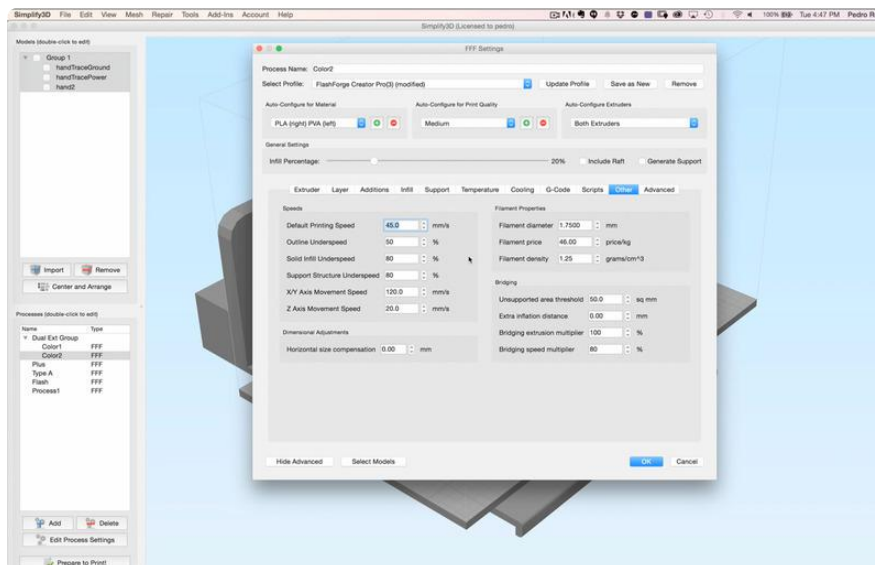 Simplify3D File Edit View Mesh Repair Tools Add-Ins Account Help 100% Tue 4:47 PM Pedro R
Simplify3D (Licensed to pedro)
Models (double-click to edit)
Group 1
handTraceGround
handTracePower
hand2
Import Remove
Center and Arrange
Processes (double-click to edit)
Name Type
Dual Ext Group
Color1 FFF
Color2 FFF
Plus FFF
Type A FFF
Flash FFF
Process1 FFF
Add Delete
Edit Process Settings
Prepare to Print!
FFF Settings
Process Name: Color2
Select Profile: FlashForge Creator Pro(3) (modified) Update Profile Save as New Remove
Auto-Configure for Material Auto-Configure for Print Quality Auto-Configure Extruders
PLA (right) PVA (left) Medium Both Extruders
General Settings
Infill Percentage: 20% Include Raft Generate Support
Extruder Layer Additions Infill Support Temperature Cooling G-Code Scripts Other Advanced
Speeds
Default Printing Speed 45.0 mm/s
Outline Underspeed 50 %
Solid Infill Underspeed 80 %
Support Structure Underspeed 80 %
X/Y Axis Movement Speed 120.0 mm/s
Z Axis Movement Speed 20.0 mm/s
Dimensional Adjustments
Horizontal size compensation 0.00 mm
Filament Properties
Filament diameter 1.7500 mm
Filament price 46.00 price/kg
Filament density 1.25 grams/cm^3
Bridging
Unsupported area threshold 50.0 sq mm
Extra inflation distance 0.00 mm
Bridging extrusion multiplier 100 %
Bridging speed multiplier 80 %
Hide Advanced Select Models OK Cancel